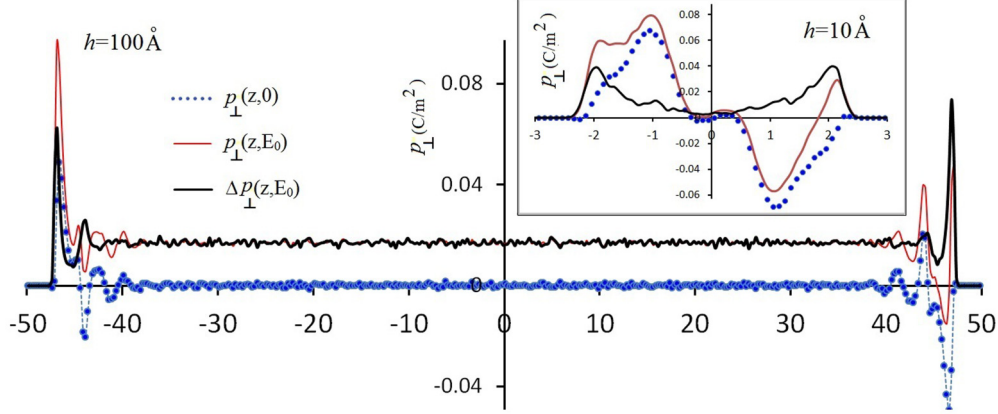 h=100Å
p⊥(z,0)
p⊥(z,E₀)
Δp⊥(z,E₀)
p⊥(C/m²)
0.08
0.04
0
-0.04
-50 -40 -30 -20 -10 0 10 20 30 40 50
h=10Å
p⊥(C/m²)
0.08
0.06
0.04
0.02
0.00
-0.02
-0.04
-0.06
-3 -2 -1 0 1 2 3